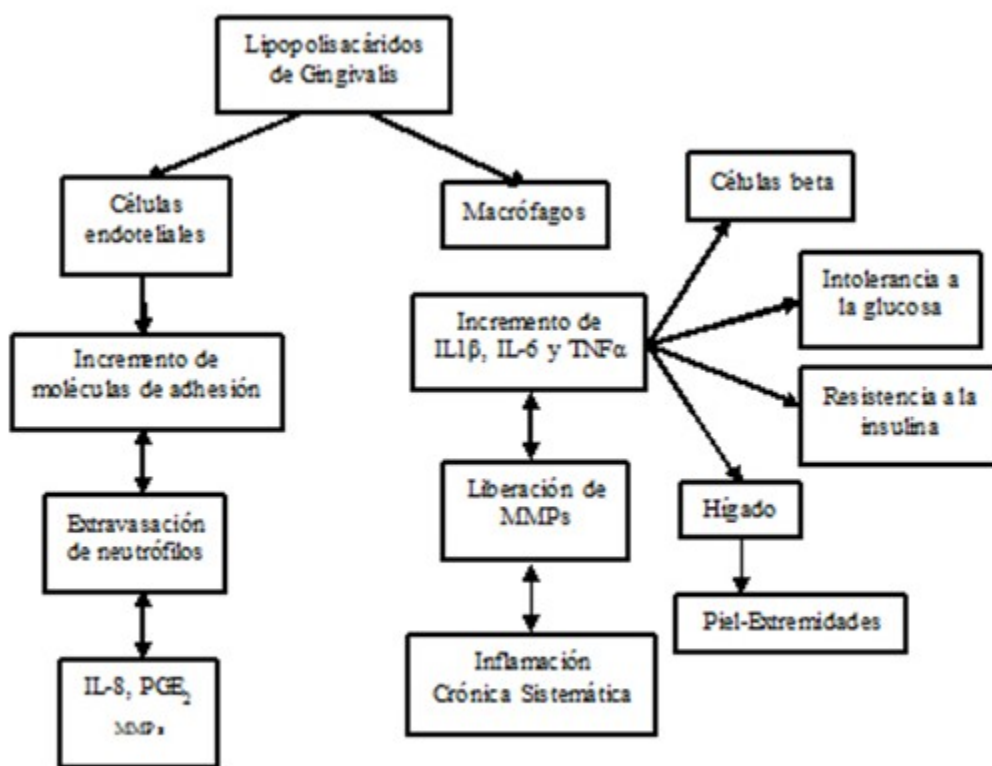 Lipopolisacáridos
de Gingivalis
Células
endoteliales
Macrófagos
Células beta
Intolerancia a
la glucosa
Incremento de
IL1β, IL-6 y TNFα
Incremento de
moléculas de adhesión
Resistencia a la
insulina
Liberación de
MMPs
Hígado
Extravasación
de neutrófilos
Piel-Extremidades
Inflamación
Crónica Sistemática
IL-8, PGE₂
MMPs